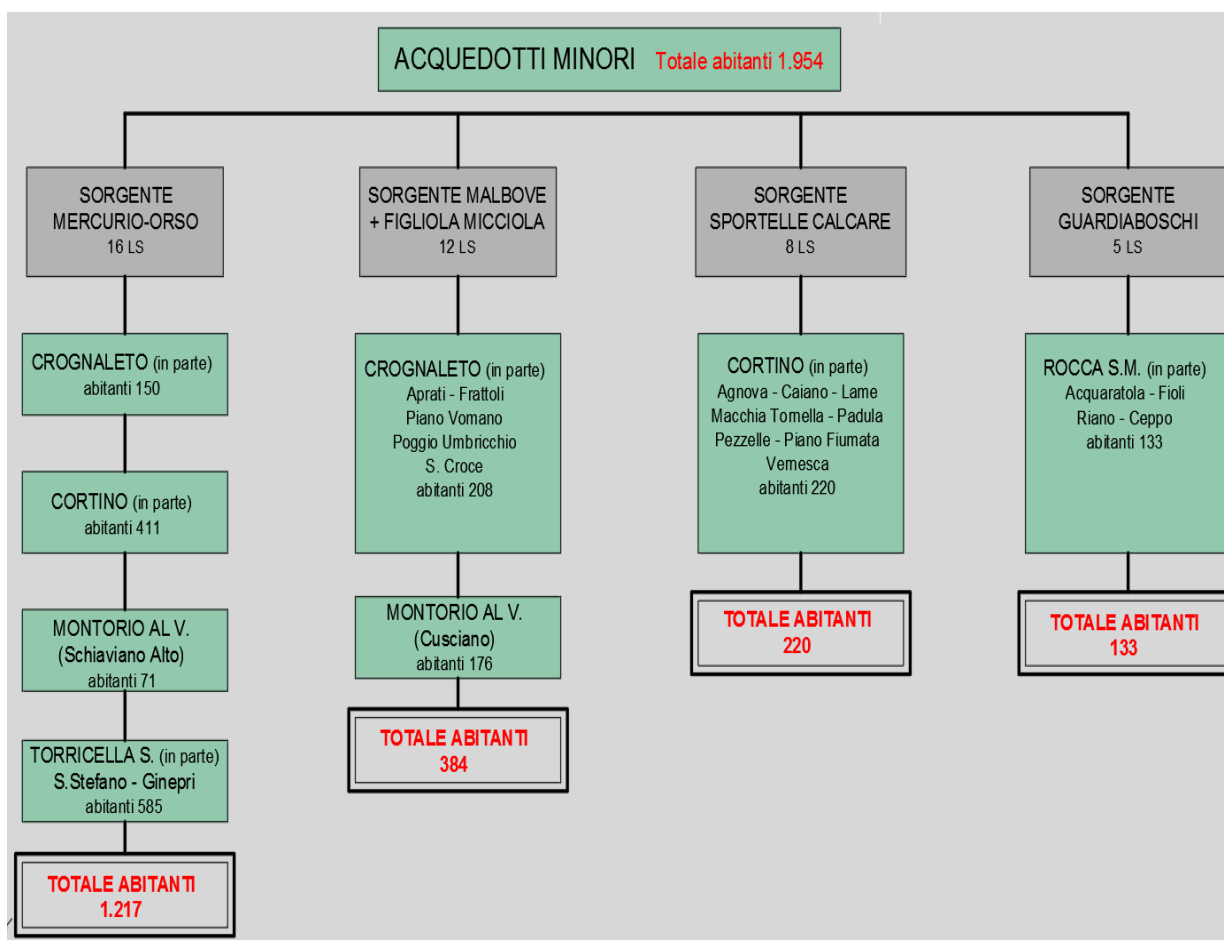 ACQUEDOTTI MINORI Totale abitanti 1.954
SORGENTE
MERCURIO-ORSO
16 LS
CROGNALETO (in parte)
abitanti 150
CORTINO (in parte)
abitanti 411
MONTORIO AL V.
(Schiaviano Alto)
abitanti 71
TORRICELLA S. (in parte)
S.Stefano - Ginepri
abitanti 585
TOTALE ABITANTI
1.217
SORGENTE MALBOVE
+ FIGLIOLA MICCIOLA
12 LS
CROGNALETO (in parte)
Aprati - Frattoli
Piano Vomano
Poggio Umbricchio
S. Croce
abitanti 208
MONTORIO AL V.
(Cusciano)
abitanti 176
TOTALE ABITANTI
384
SORGENTE
SPORTELLE CALCARE
8 LS
CORTINO (in parte)
Agnova - Caiano - Lame
Macchia Tornella - Padula
Pezzelle - Piano Fiumata
Vernesca
abitanti 220
TOTALE ABITANTI
220
SORGENTE
GUARDIABOSCHI
5 LS
ROCCA S.M. (in parte)
Acquaratola - Fioli
Riano - Ceppo
abitanti 133
TOTALE ABITANTI
133